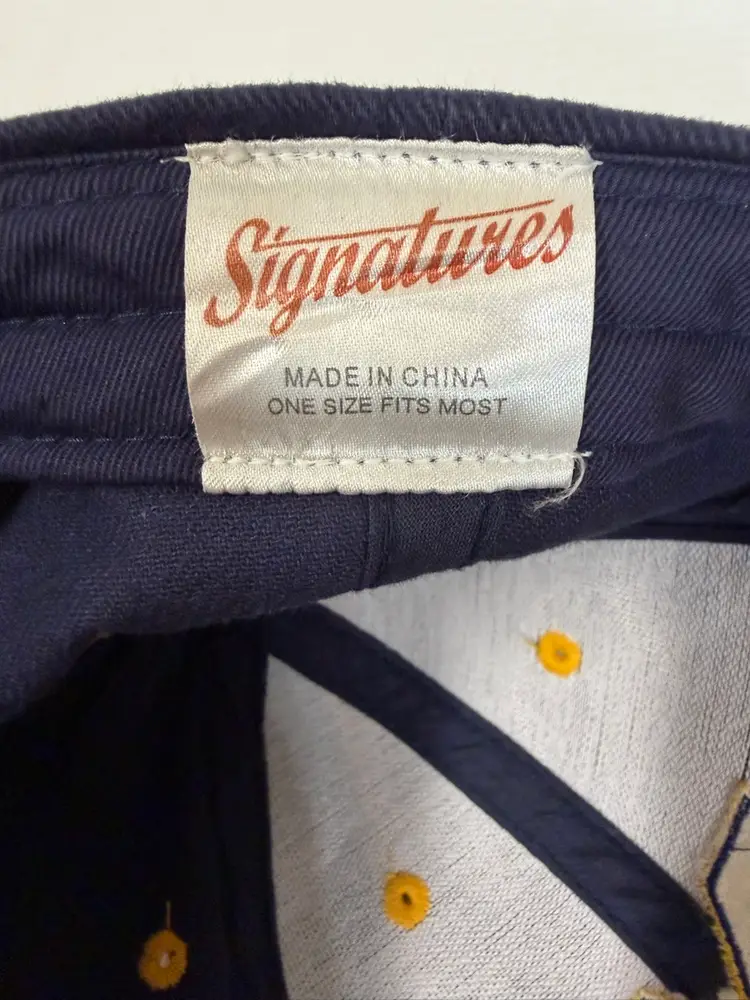 Signatures
MADE IN CHINA
ONE SIZE FITS MOST